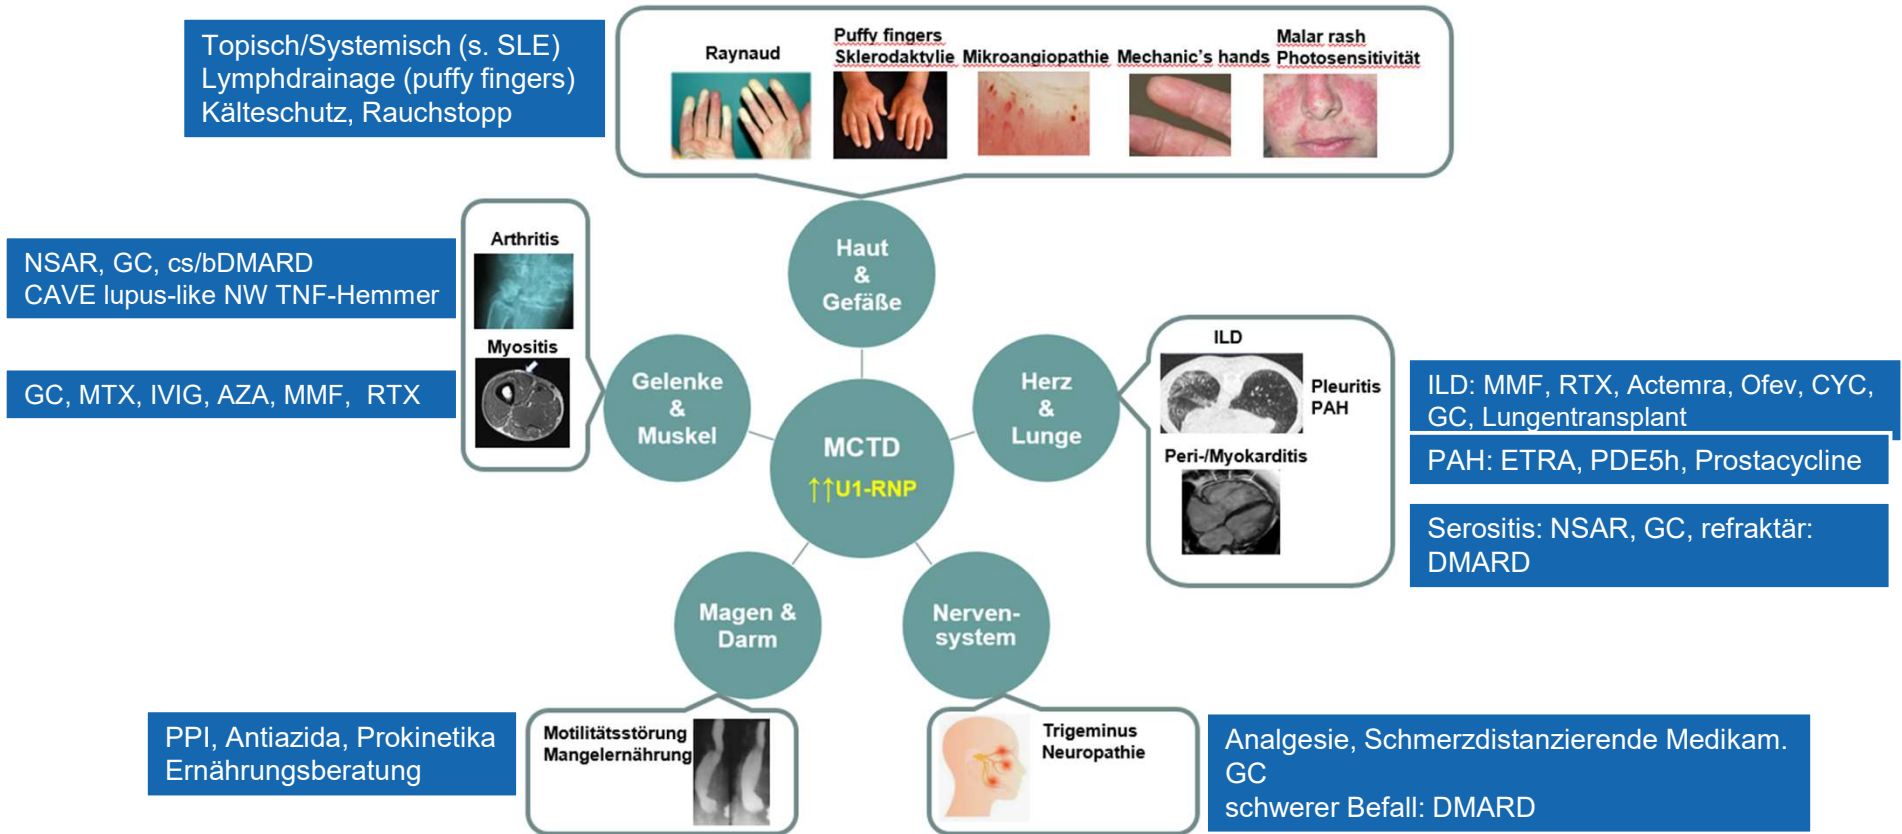 Topisch/Systemisch (s. SLE)
Lymphdrainage (puffy fingers)
Kälteschutz, Rauchstopp
Raynaud
Puffy fingers
Sklerodaktylie
Mikroangiopathie
Mechanic's hands
Malar rash
Photosensitivität
Haut
&
Gefäße
NSAR, GC, cs/bDMARD
CAVE lupus-like NW TNF-Hemmer
Arthritis
Myositis
GC, MTX, IVIG, AZA, MMF, RTX
Gelenke
&
Muskel
MCTD
↑↑U1-RNP
Herz
&
Lunge
ILD
Pleuritis
PAH
Peri-/Myokarditis
ILD: MMF, RTX, Actemra, Ofev, CYC,
GC, Lungentransplant
PAH: ETRA, PDE5h, Prostacycline
Serositis: NSAR, GC, refraktär:
DMARD
Magen &
Darm
Nerven-
system
PPI, Antiazida, Prokinetika
Ernährungsberatung
Motilitätsstörung
Mangelernährung
Trigeminus
Neuropathie
Analgesie, Schmerzdistanzierende Medikam.
GC
schwerer Befall: DMARD